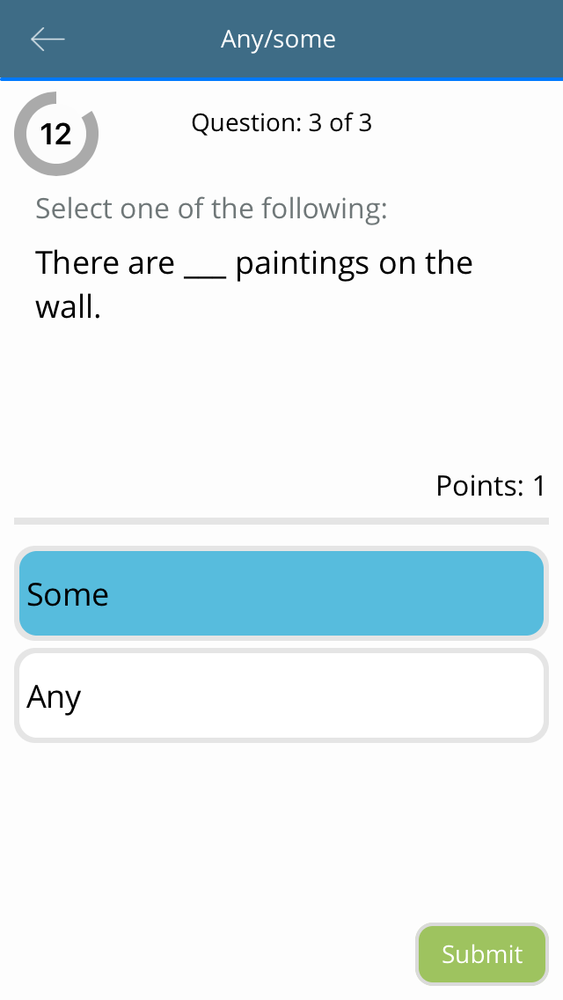 Any/some
12
Question: 3 of 3
Select one of the following:
There are ___ paintings on the
wall.
Points: 1
Some
Any
Submit